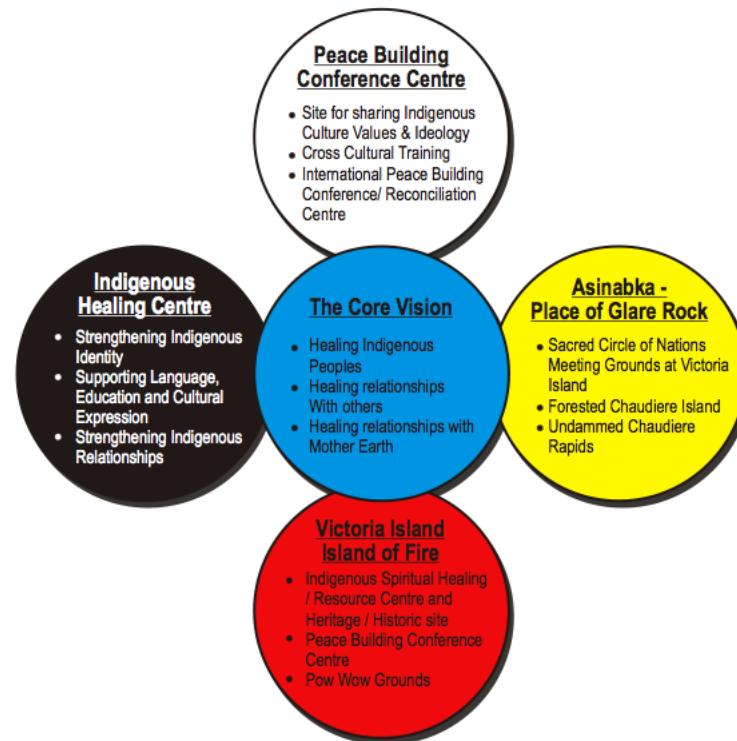 Peace Building
Conference Centre
• Site for sharing Indigenous
Culture Values & Ideology
• Cross Cultural Training
• International Peace Building
Conference/ Reconciliation
Centre
Indigenous
Healing Centre
• Strengthening Indigenous
Identity
• Supporting Language,
Education and Cultural
Expression
• Strengthening Indigenous
Relationships
The Core Vision
• Healing Indigenous
Peoples
• Healing relationships
With others
• Healing relationships with
Mother Earth
Asinabka -
Place of Glare Rock
• Sacred Circle of Nations
Meeting Grounds at Victoria
Island
• Forested Chaudiere Island
• Undammed Chaudiere
Rapids
Victoria Island
Island of Fire
• Indigenous Spiritual Healing
/ Resource Centre and
Heritage / Historic site
• Peace Building Conference
Centre
• Pow Wow Grounds